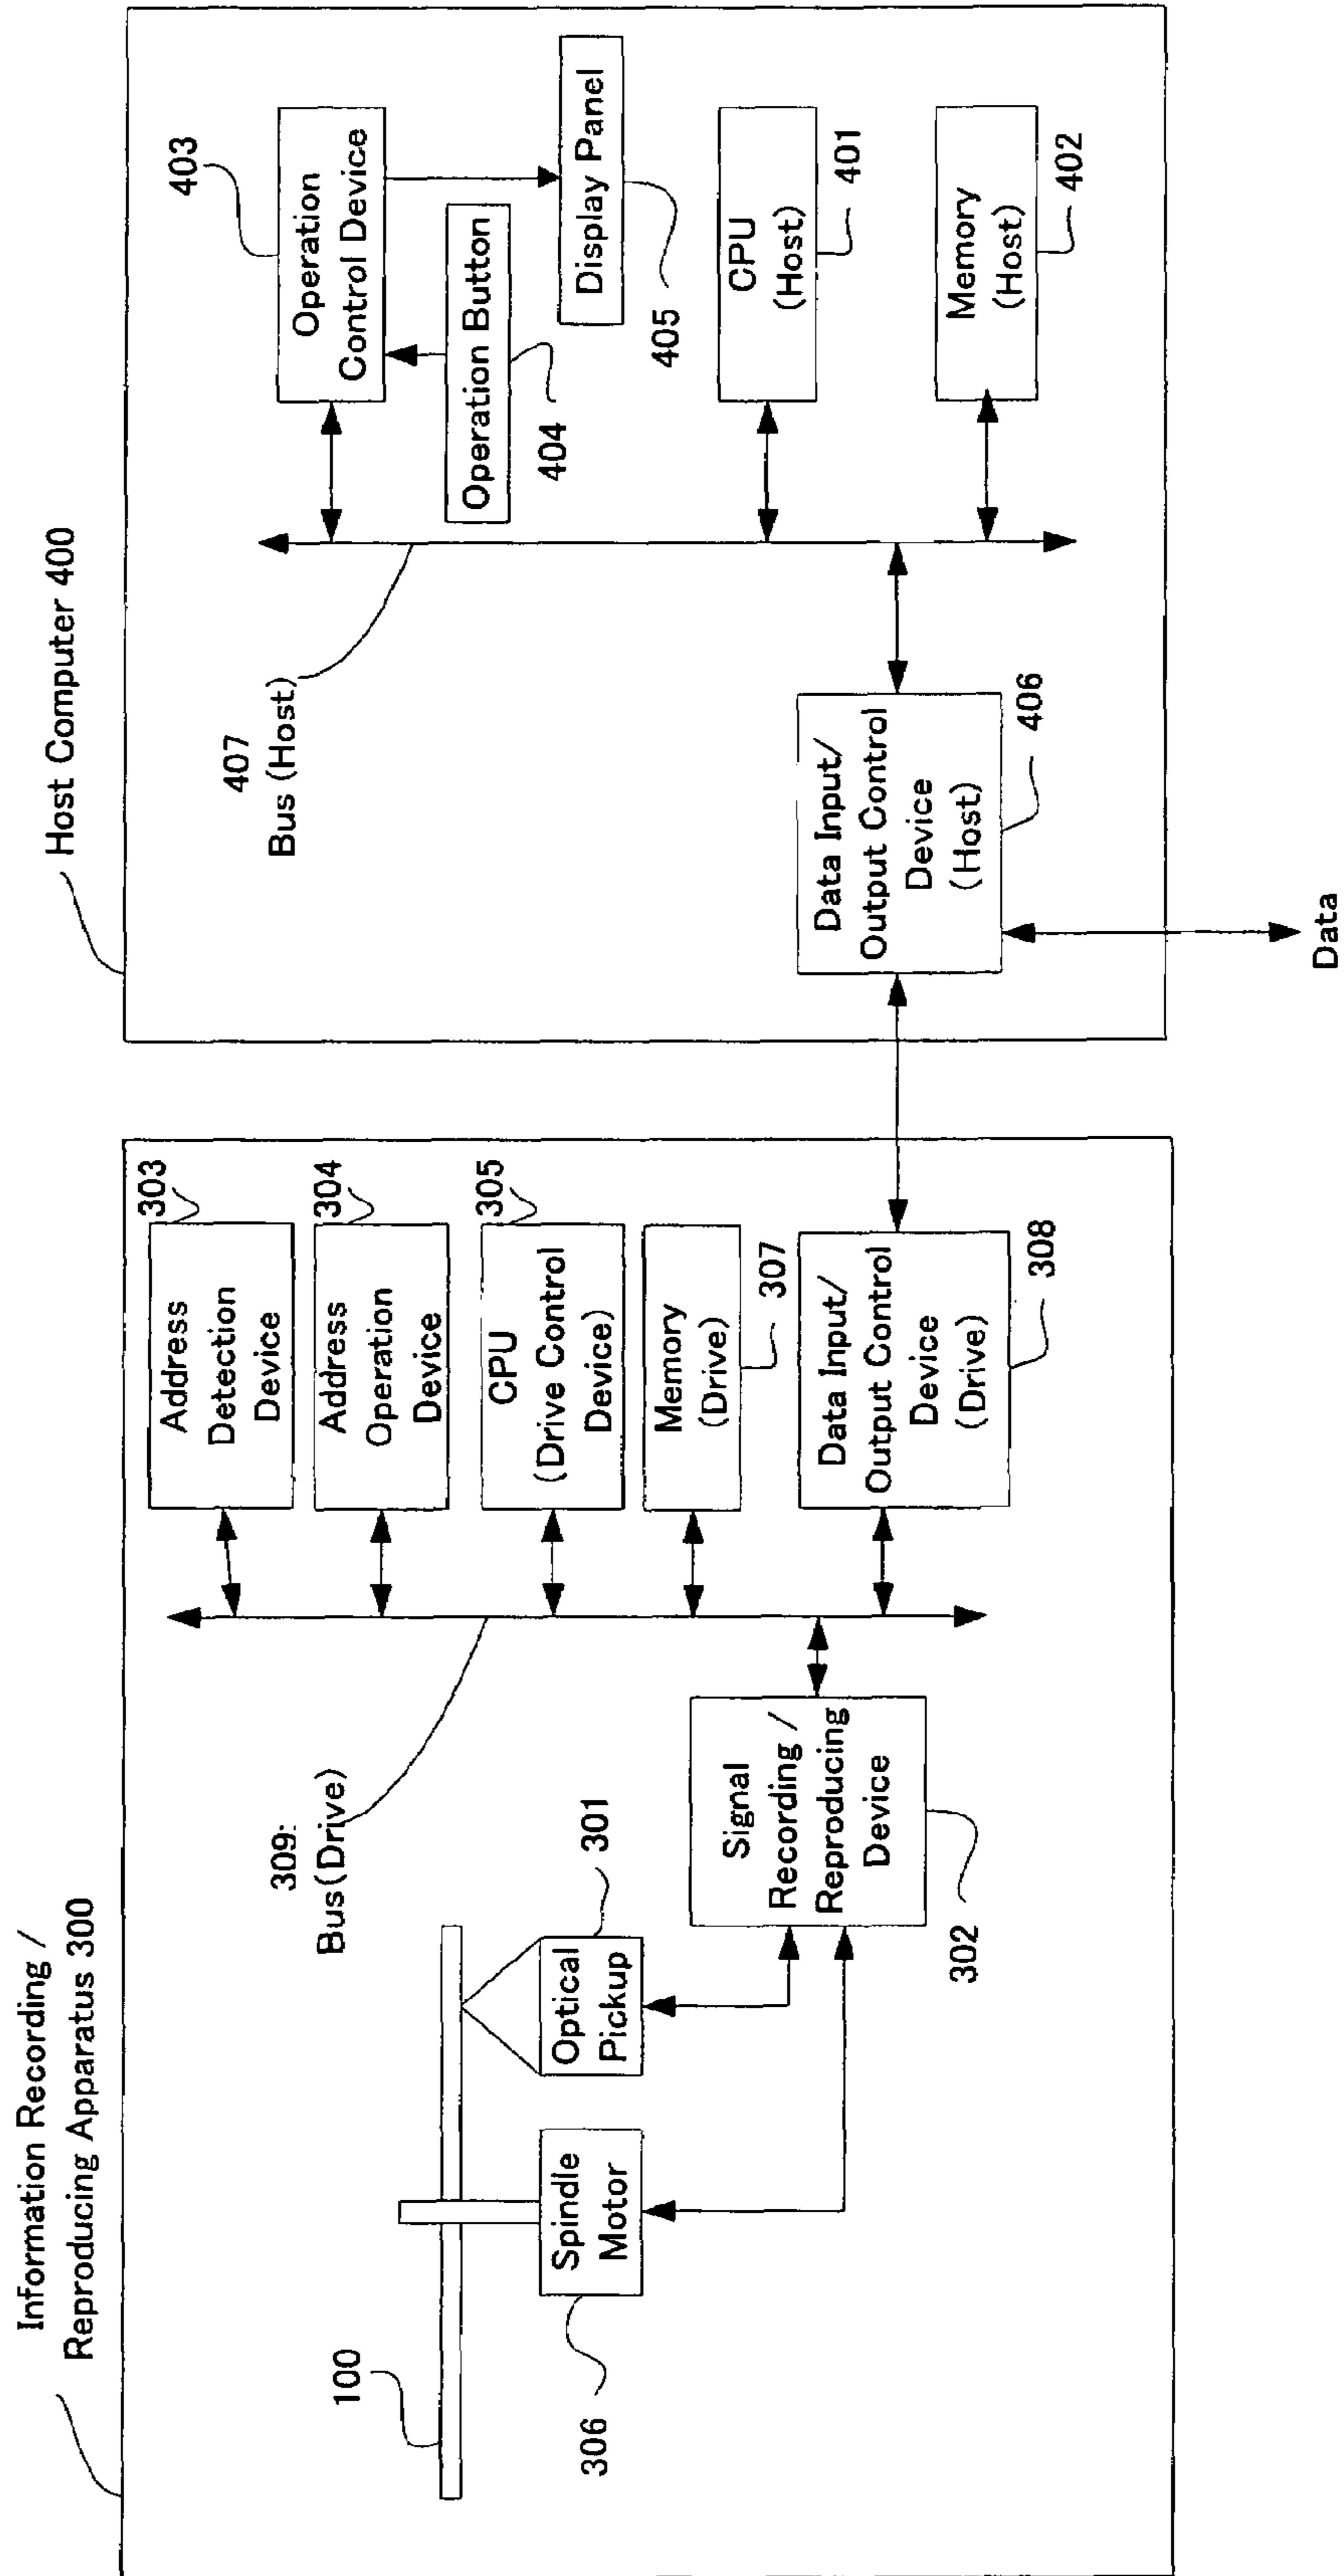 Information Recording /
Reproducing Apparatus 300
100
306
Spindle
Motor
Optical
Pickup
301
309:
Bus(Drive)
Signal
Recording /
Reproducing
Device
302
Address
Detection
Device
303
Address
Operation
Device
304
CPU
(Drive Control
Device)
305
Memory
(Drive)
307
Data Input/
Output Control
Device
(Drive)
308
Host Computer 400
407
Bus (Host)
Operation
Control Device
403
Operation Button
404
Display Panel
405
CPU
(Host)
401
Memory
(Host)
402
Data Input/
Output Control
Device
(Host)
406
Data